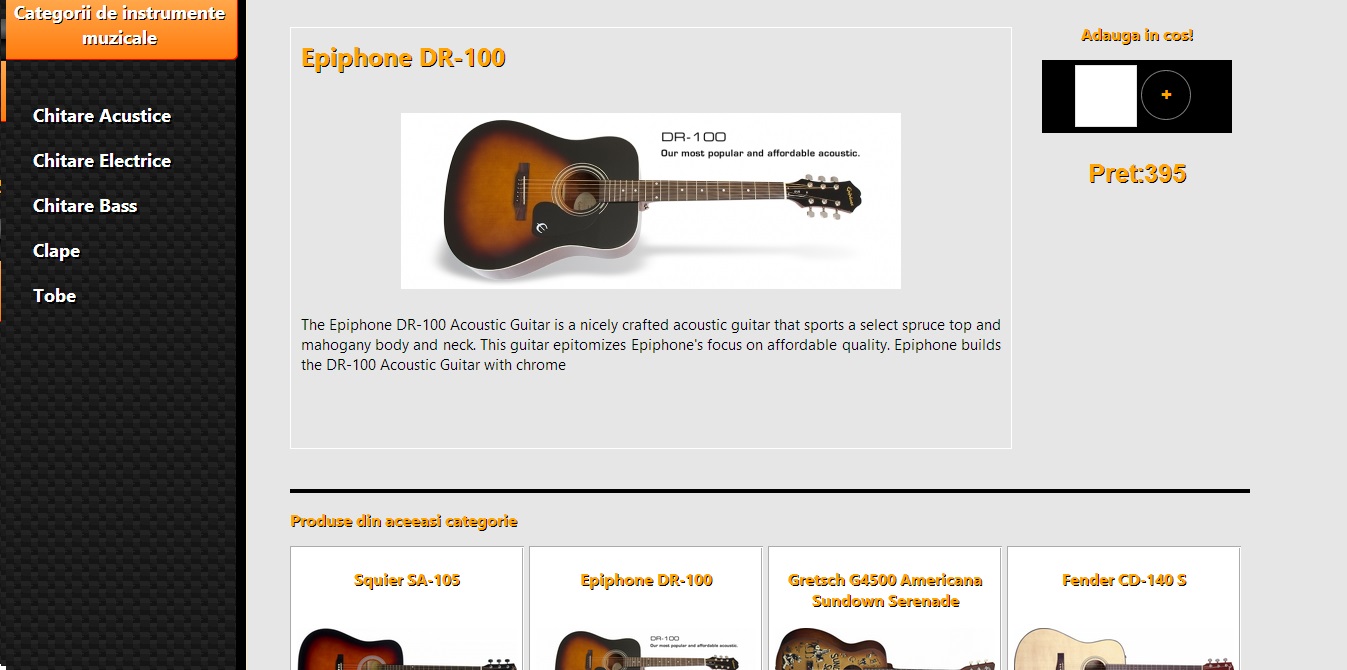 Categorii de instrumente
muzicale
Chitare Acustice
Chitare Electrice
Chitare Bass
Clape
Tobe
Epiphone DR-100
DR-100
Our most popular and affordable acoustic.
The Epiphone DR-100 Acoustic Guitar is a nicely crafted acoustic guitar that sports a select spruce top and
mahogany body and neck. This guitar epitomizes Epiphone's focus on affordable quality. Epiphone builds
the DR-100 Acoustic Guitar with chrome
Adauga in cos!
+
Pret:395
Produse din aceeasi categorie
Squier SA-105
Epiphone DR-100
DR-100
Our most popular and affordable acoustic.
Gretsch G4500 Americana
Sundown Serenade
Fender CD-140 S